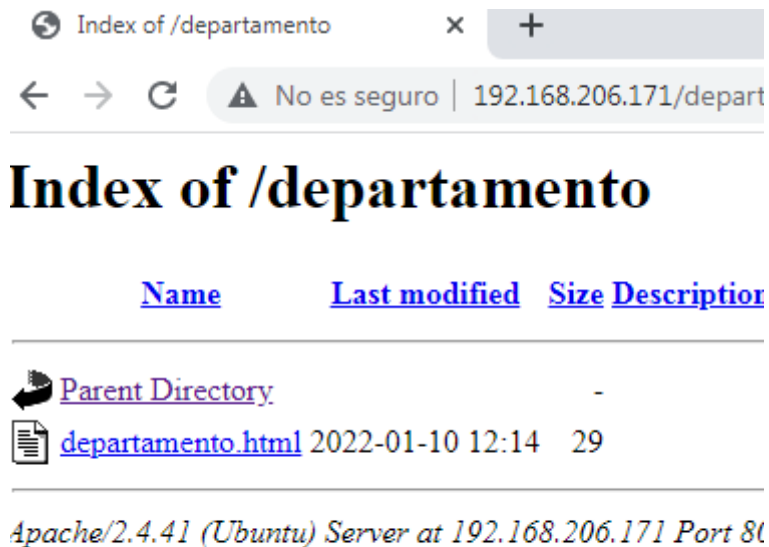 Index of /departamento
No es seguro | 192.168.206.171/depart
Index of /departamento
Name Last modified Size Description
Parent Directory -
departamento.html 2022-01-10 12:14 29
Apache/2.4.41 (Ubuntu) Server at 192.168.206.171 Port 80